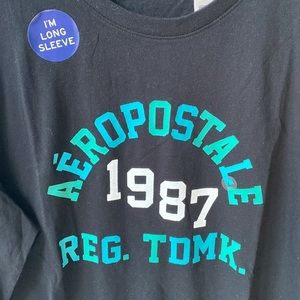 I'M
LONG
SLEEVE
AÉROPOSTALE
1987
REG. TDMK.